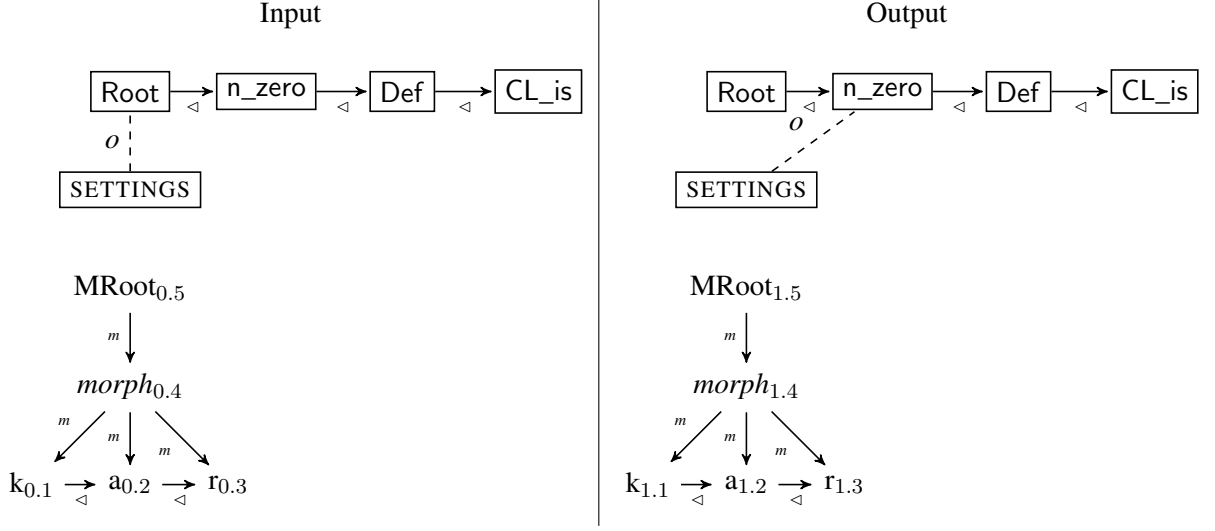 Input Output
Root n_zero Def CL_is Root n_zero Def CL_is
◁ ◁ ◁ ◁ ◁ ◁
o o
SETTINGS SETTINGS
MRoot0.5 MRoot1.5
m m
morph0.4 morph1.4
m m m m m m
k0.1 a0.2 r0.3 k1.1 a1.2 r1.3
◁ ◁ ◁ ◁